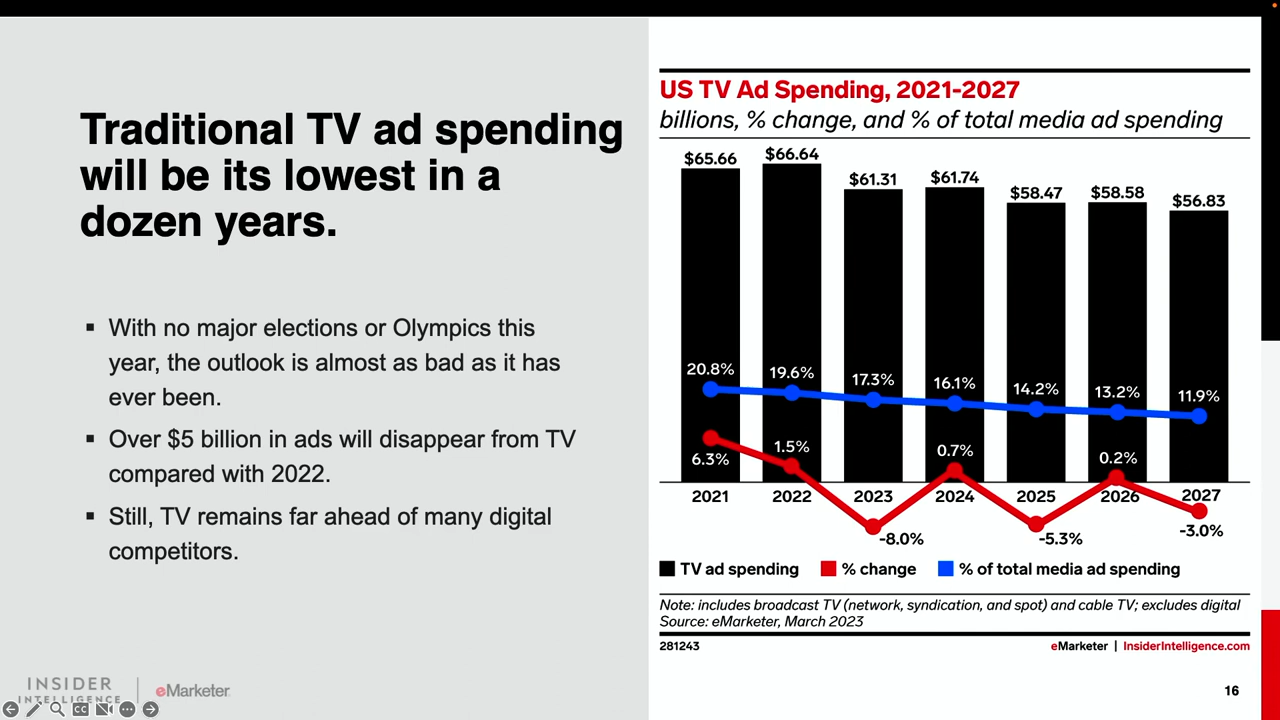 Traditional TV ad spending
will be its lowest in a
dozen years.
▪ With no major elections or Olympics this
year, the outlook is almost as bad as it has
ever been.
▪ Over $5 billion in ads will disappear from TV
compared with 2022.
▪ Still, TV remains far ahead of many digital
competitors.
INSIDER
INTELLIGENCE
eMarketer
CC
US TV Ad Spending, 2021-2027
billions, % change, and % of total media ad spending
$65.66 $66.64 $61.31 $61.74 $58.47 $58.58 $56.83
20.8% 19.6% 17.3% 16.1% 14.2% 13.2% 11.9%
6.3% 1.5% 0.7% 0.2%
2021 2022 2023 2024 2025 2026 2027
-8.0% -5.3% -3.0%
TV ad spending % change % of total media ad spending
Note: includes broadcast TV (network, syndication, and spot) and cable TV; excludes digital
Source: eMarketer, March 2023
281243 eMarketer | InsiderIntelligence.com
16